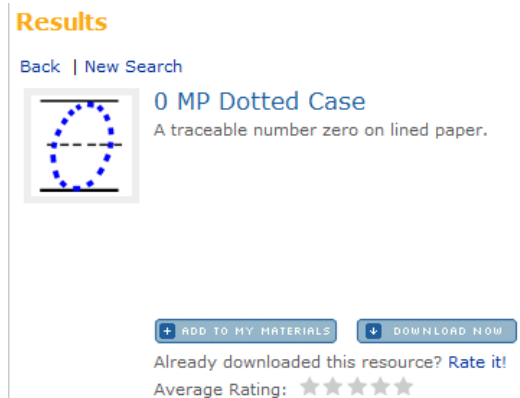 Results
Back | New Search
0 MP Dotted Case
A traceable number zero on lined paper.
ADD TO MY MATERIALS DOWNLOAD NOW
Already downloaded this resource? Rate it!
Average Rating: